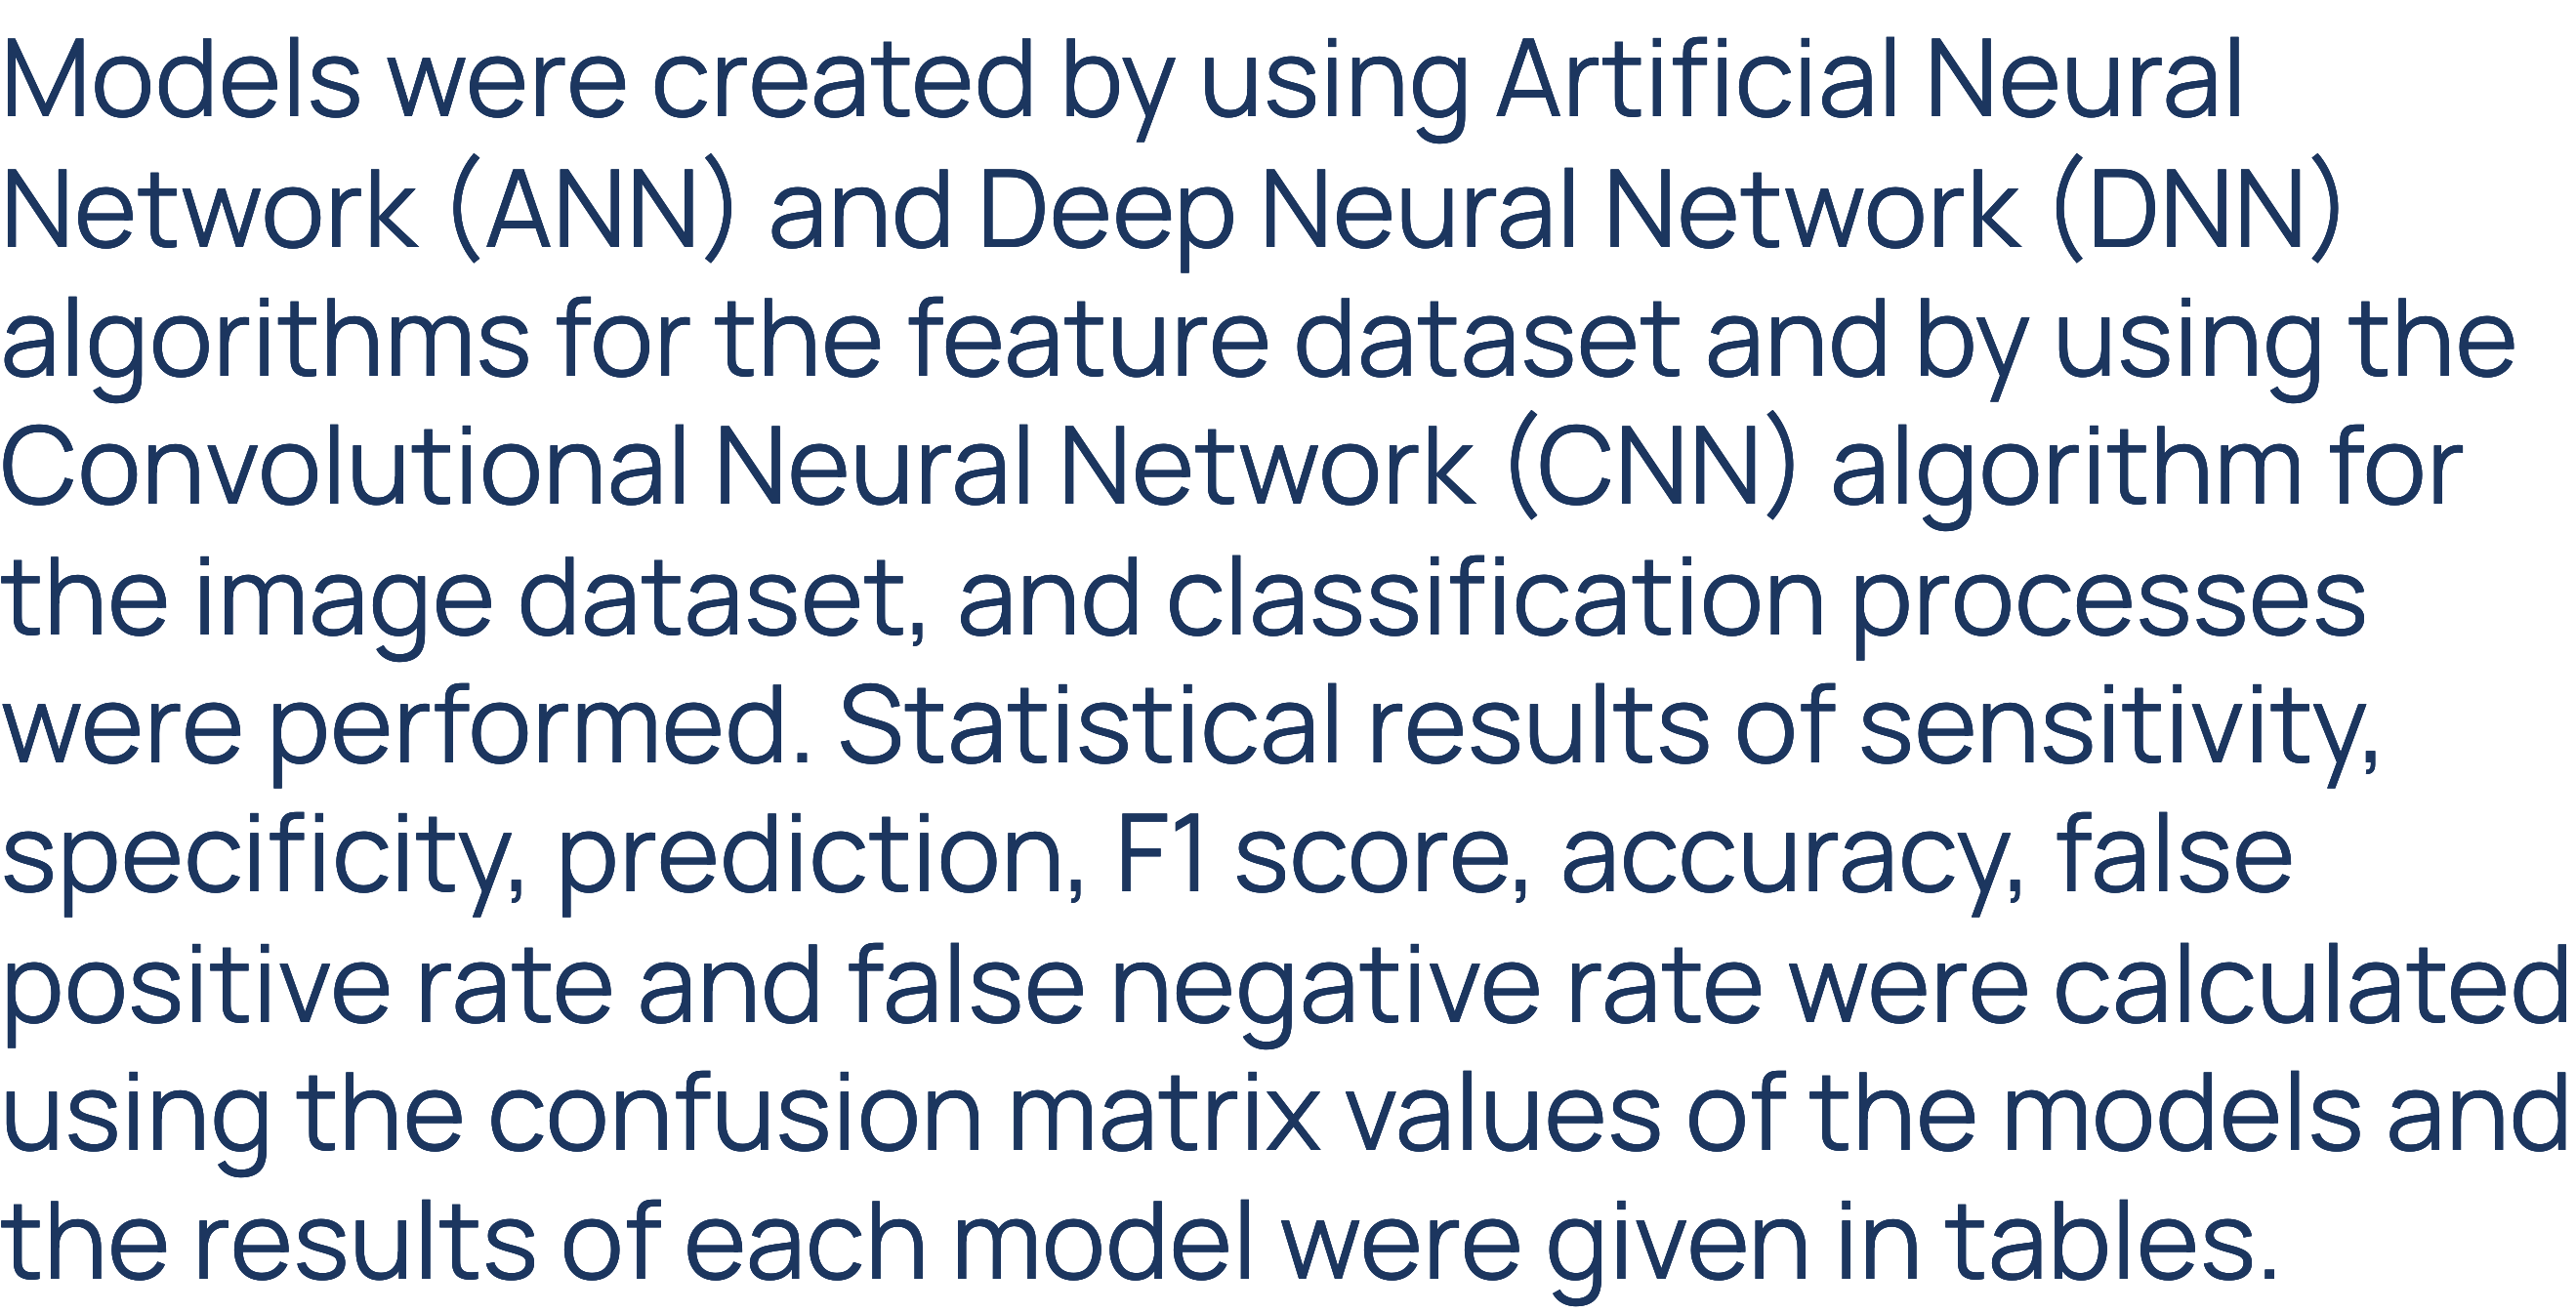 Models were created by using Artificial Neural
Network (ANN) and Deep Neural Network (DNN)
algorithms for the feature dataset and by using the
Convolutional Neural Network (CNN) algorithm for
the image dataset, and classification processes
were performed. Statistical results of sensitivity,
specificity, prediction, F1 score, accuracy, false
positive rate and false negative rate were calculated
using the confusion matrix values of the models and
the results of each model were given in tables.